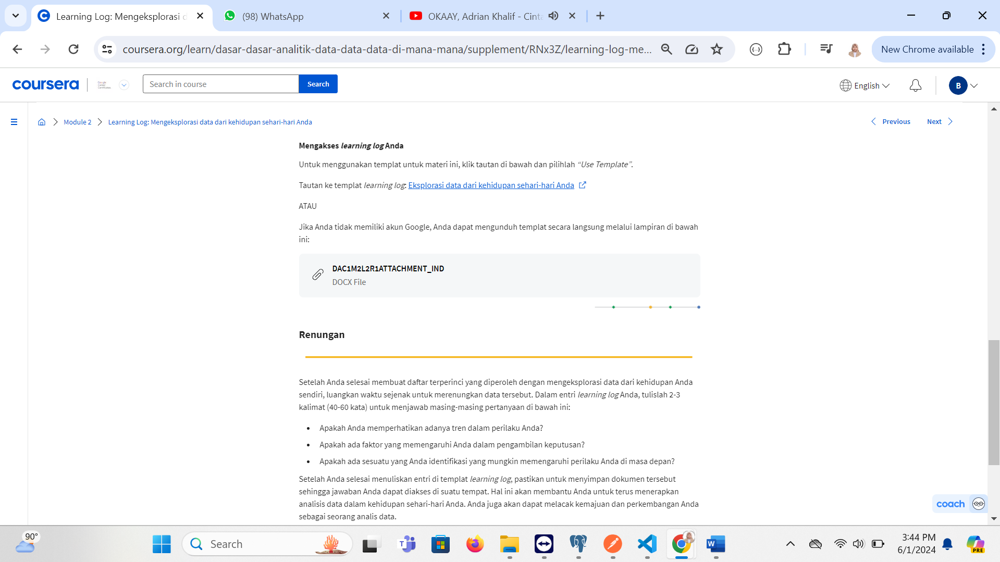 Learning Log: Mengeksplorasi d
(98) WhatsApp
OKAAY, Adrian Khalif - Cinta
coursera.org/learn/dasar-dasar-analitik-data-data-data-di-mana-mana/supplement/RNx3Z/learning-log-me...
New Chrome available
coursera
Google
Career
Certificates
Search in course
Search
English
B
Module 2
Learning Log: Mengeksplorasi data dari kehidupan sehari-hari Anda
Previous
Next
Mengakses learning log Anda
Untuk menggunakan templat untuk materi ini, klik tautan di bawah dan pilihlah “Use Template”.
Tautan ke templat learning log: Eksplorasi data dari kehidupan sehari-hari Anda
ATAU
Jika Anda tidak memiliki akun Google, Anda dapat mengunduh templat secara langsung melalui lampiran di bawah
ini:
DAC1M2L2R1ATTACHMENT_IND
DOCX File
Renungan
Setelah Anda selesai membuat daftar terperinci yang diperoleh dengan mengeksplorasi data dari kehidupan Anda
sendiri, luangkan waktu sejenak untuk merenungkan data tersebut. Dalam entri learning log Anda, tulislah 2-3
kalimat (40-60 kata) untuk menjawab masing-masing pertanyaan di bawah ini:
• Apakah Anda memperhatikan adanya tren dalam perilaku Anda?
• Apakah ada faktor yang memengaruhi Anda dalam pengambilan keputusan?
• Apakah ada sesuatu yang Anda identifikasi yang mungkin memengaruhi perilaku Anda di masa depan?
Setelah Anda selesai menuliskan entri di templat learning log, pastikan untuk menyimpan dokumen tersebut
sehingga jawaban Anda dapat diakses di suatu tempat. Hal ini akan membantu Anda untuk terus menerapkan
analisis data dalam kehidupan sehari-hari Anda. Anda juga akan dapat melacak kemajuan dan perkembangan Anda
sebagai seorang analis data.
coach
90°
Search
3:44 PM
6/1/2024
PRE